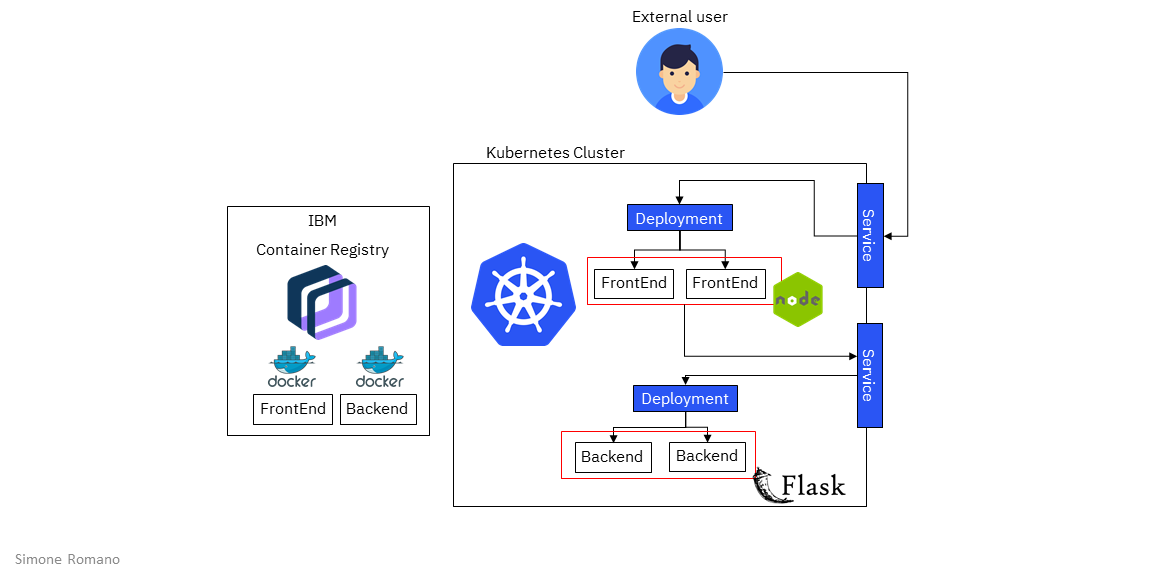 External user
Kubernetes Cluster
Service
Deployment
FrontEnd
FrontEnd
node
IBM
Container Registry
docker
docker
FrontEnd
Backend
Service
Deployment
Backend
Backend
Flask
Simone Romano